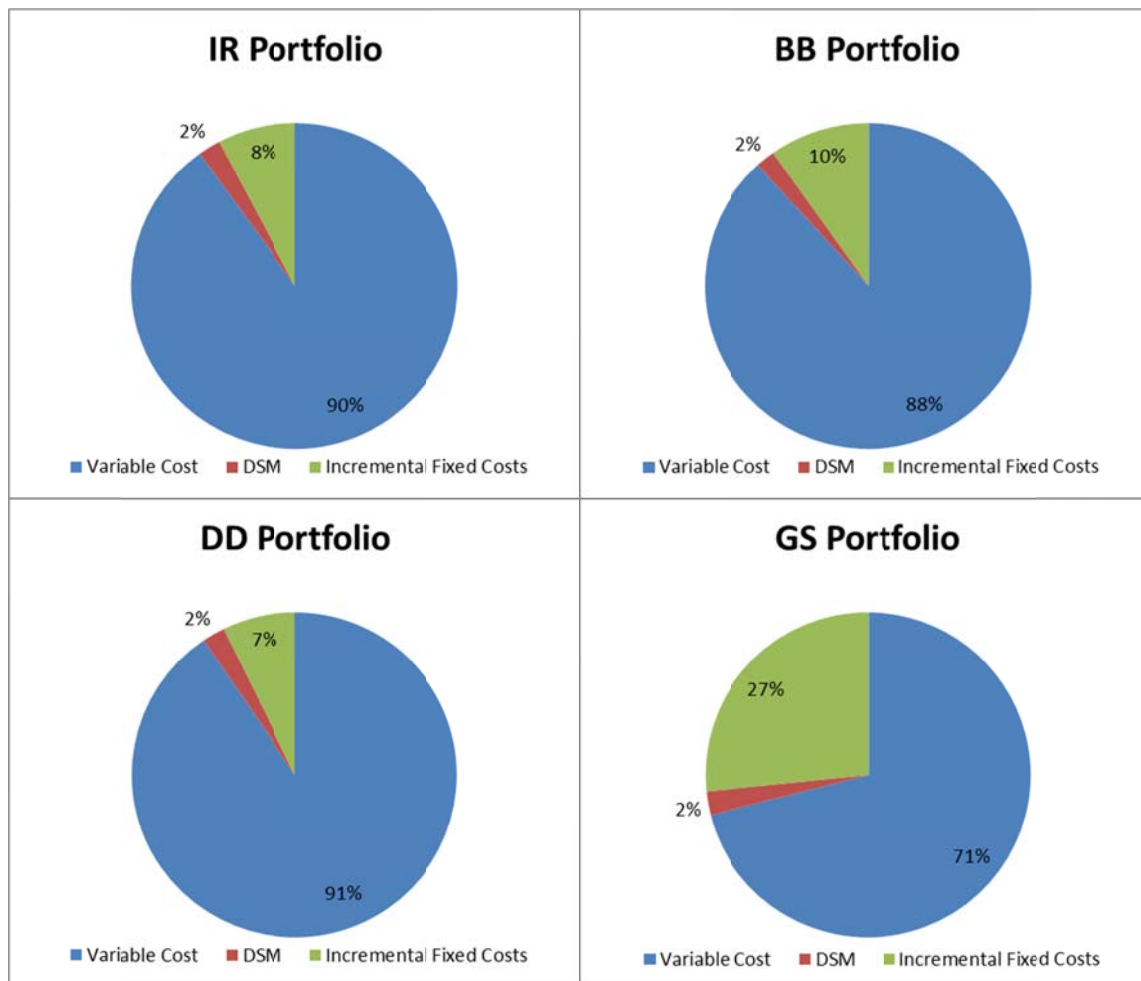 IR Portfolio
2%
8%
90%
Variable Cost DSM Incremental Fixed Costs
BB Portfolio
2%
10%
88%
Variable Cost DSM Incremental Fixed Costs
DD Portfolio
2%
7%
91%
Variable Cost DSM Incremental Fixed Costs
GS Portfolio
27%
2%
71%
Variable Cost DSM Incremental Fixed Costs